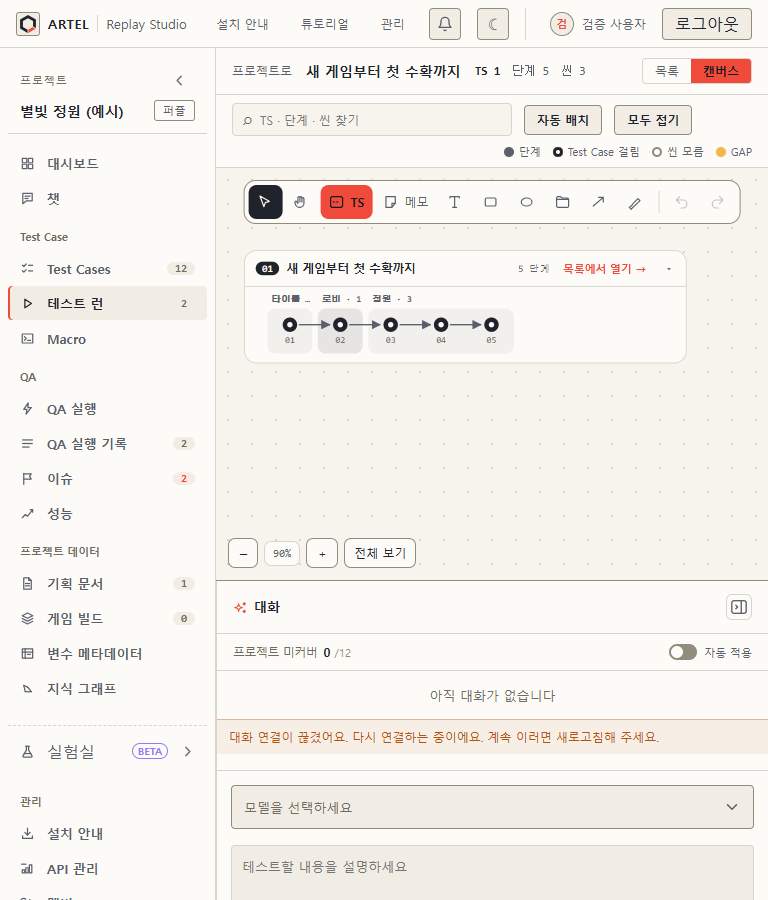 ARTEL | Replay Studio
설치 안내
튜토리얼
관리
검
검증 사용자
로그아웃
프로젝트
별빛 정원 (예시)
퍼플
대시보드
챗
Test Case
Test Cases 12
테스트 런 2
Macro
QA
QA 실행
QA 실행 기록 2
이슈 2
성능
프로젝트 데이터
기획 문서 1
게임 빌드 0
변수 메타데이터
지식 그래프
실험실 BETA
관리
설치 안내
API 관리
프로젝트로
새 게임부터 첫 수확까지
TS 1 단계 5 씬 3
목록
캔버스
TS · 단계 · 씬 찾기
자동 배치
모두 접기
단계
Test Case 걸림
씬 모름
GAP
TS
메모
01 새 게임부터 첫 수확까지
5 단계
목록에서 열기 →
타이틀 …
로비 · 1
정원 · 3
01 02 03 04 05
− 90% + 전체 보기
대화
프로젝트 미커버 0 /12
자동 적용
아직 대화가 없습니다
대화 연결이 끊겼어요. 다시 연결하는 중이에요. 계속 이러면 새로고침해 주세요.
모델을 선택하세요
테스트할 내용을 설명하세요